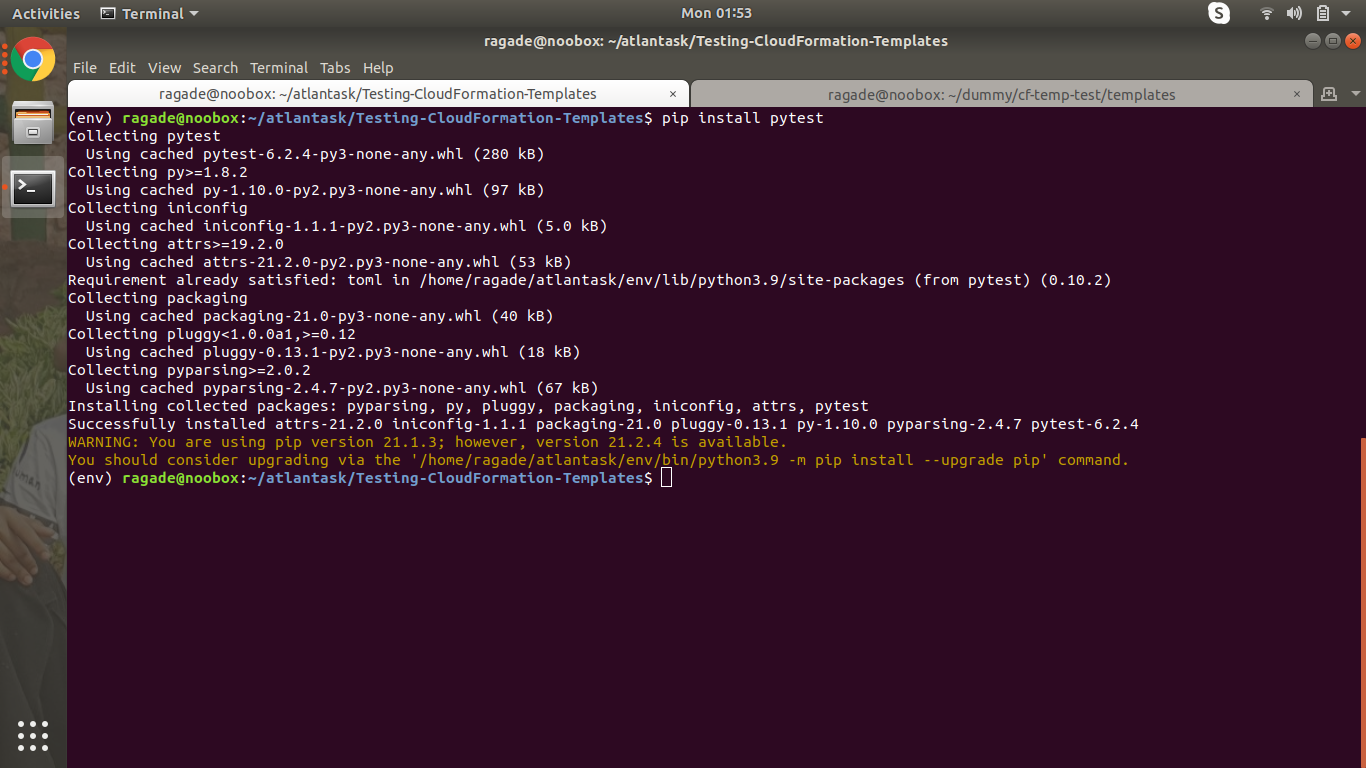 Activities Terminal Mon 01:53 S
ragade@noobox: ~/atlantask/Testing-CloudFormation-Templates
File Edit View Search Terminal Tabs Help
ragade@noobox: ~/atlantask/Testing-CloudFormation-Templates × ragade@noobox: ~/dummy/cf-temp-test/templates ×
(env) ragade@noobox:~/atlantask/Testing-CloudFormation-Templates$ pip install pytest
Collecting pytest
  Using cached pytest-6.2.4-py3-none-any.whl (280 kB)
Collecting py>=1.8.2
  Using cached py-1.10.0-py2.py3-none-any.whl (97 kB)
Collecting iniconfig
  Using cached iniconfig-1.1.1-py2.py3-none-any.whl (5.0 kB)
Collecting attrs>=19.2.0
  Using cached attrs-21.2.0-py2.py3-none-any.whl (53 kB)
Requirement already satisfied: toml in /home/ragade/atlantask/env/lib/python3.9/site-packages (from pytest) (0.10.2)
Collecting packaging
  Using cached packaging-21.0-py3-none-any.whl (40 kB)
Collecting pluggy<1.0.0a1,>=0.12
  Using cached pluggy-0.13.1-py2.py3-none-any.whl (18 kB)
Collecting pyparsing>=2.0.2
  Using cached pyparsing-2.4.7-py2.py3-none-any.whl (67 kB)
Installing collected packages: pyparsing, py, pluggy, packaging, iniconfig, attrs, pytest
Successfully installed attrs-21.2.0 iniconfig-1.1.1 packaging-21.0 pluggy-0.13.1 py-1.10.0 pyparsing-2.4.7 pytest-6.2.4
WARNING: You are using pip version 21.1.3; however, version 21.2.4 is available.
You should consider upgrading via the '/home/ragade/atlantask/env/bin/python3.9 -m pip install --upgrade pip' command.
(env) ragade@noobox:~/atlantask/Testing-CloudFormation-Templates$